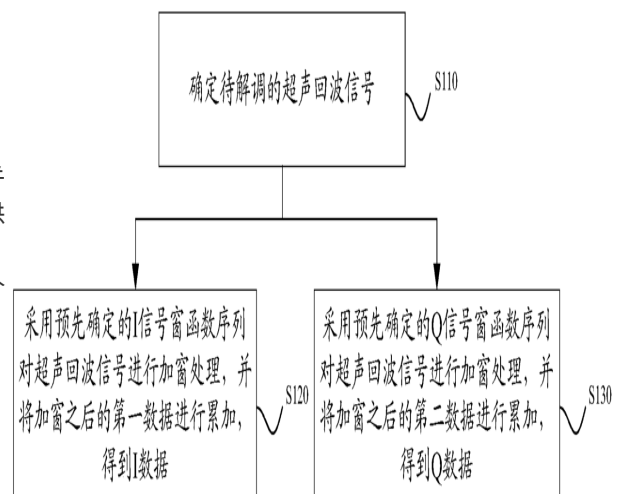 确定待解调的超声回波信号
S110
采用预先确定的I信号窗函数序列
对超声回波信号进行加窗处理，并
将加窗之后的第一数据进行累加，
得到I数据
S120
采用预先确定的Q信号窗函数序列
对超声回波信号进行加窗处理，并
将加窗之后的第二数据进行累加，
得到Q数据
S130